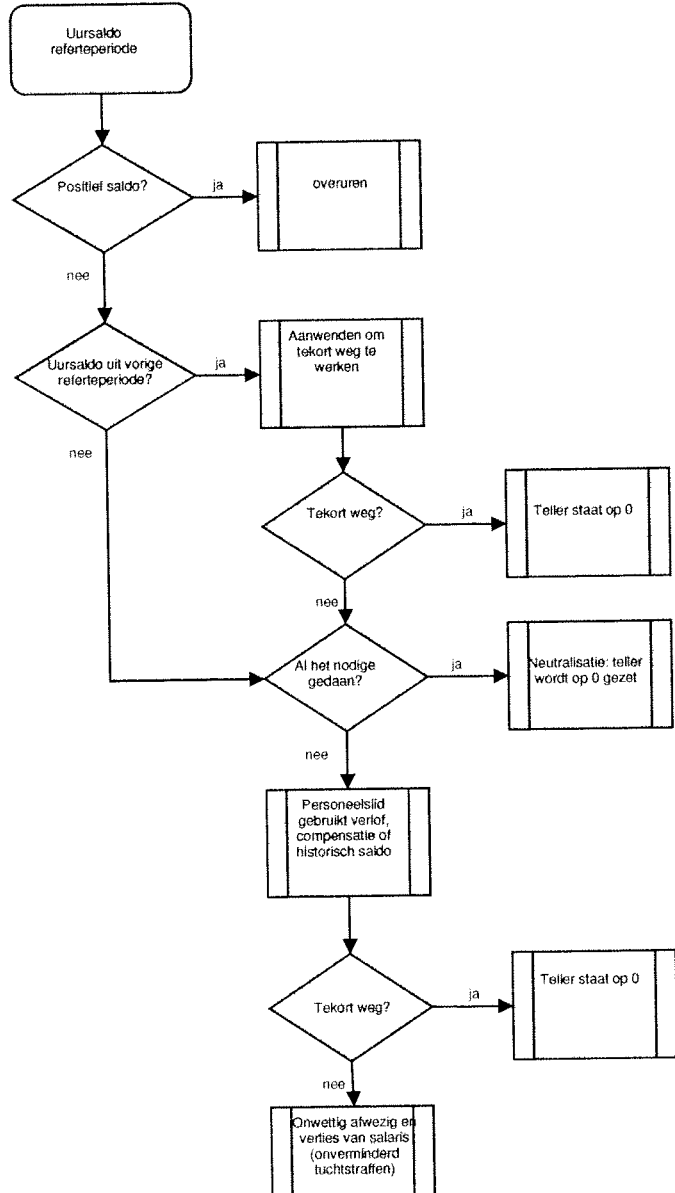 Uursaldo
referteperiode
Positief saldo?
ja
overuren
nee
Uursaldo uit vorige
referteperiode?
ja
Aanwenden om
tekort weg te
werken
nee
Tekort weg?
ja
Teller staat op 0
nee
Al het nodige
gedaan?
ja
Neutralisatie: teller
wordt op 0 gezet
nee
Personeelslid
gebruikt verlof,
compensatie of
historisch saldo
Tekort weg?
ja
Teller staat op 0
nee
Onwettig afwezig en
verlies van salaris
(onverminderd
tuchtstraffen)